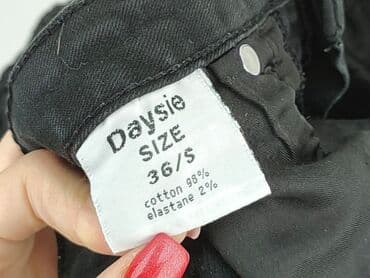 Daysie
SIZE
36/S
cotton 98%
elastane 2%